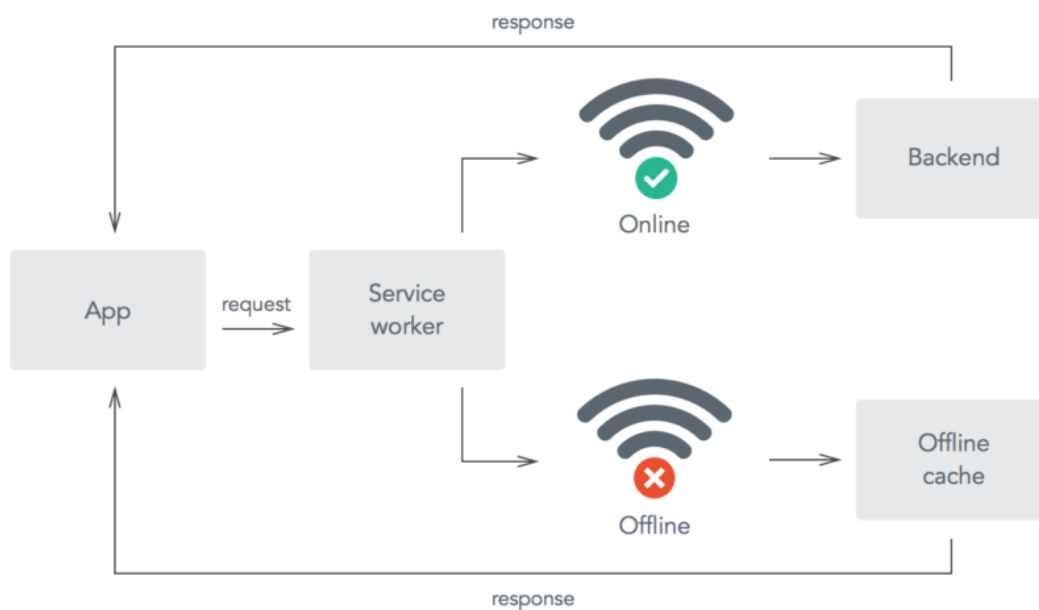 response
Backend
Online
App
request
Service
worker
Offline
cache
Offline
response